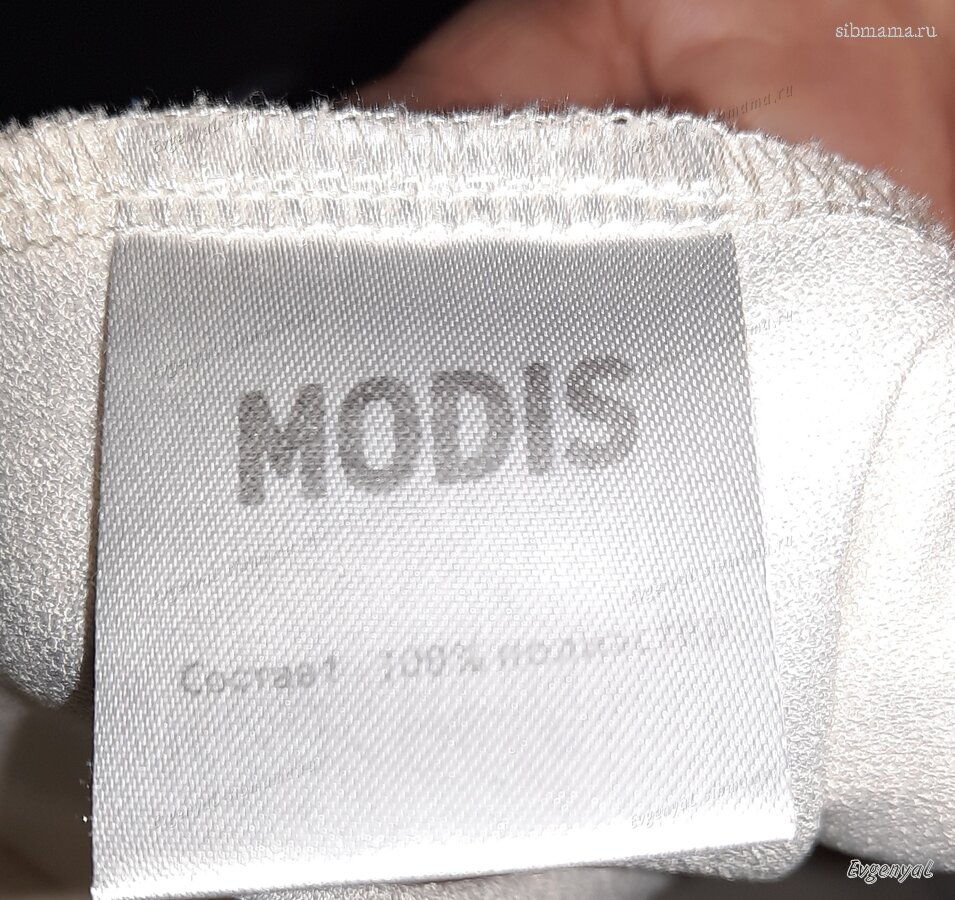 sibmama.ru
MODIS
Состав: 100%
Evgenyal